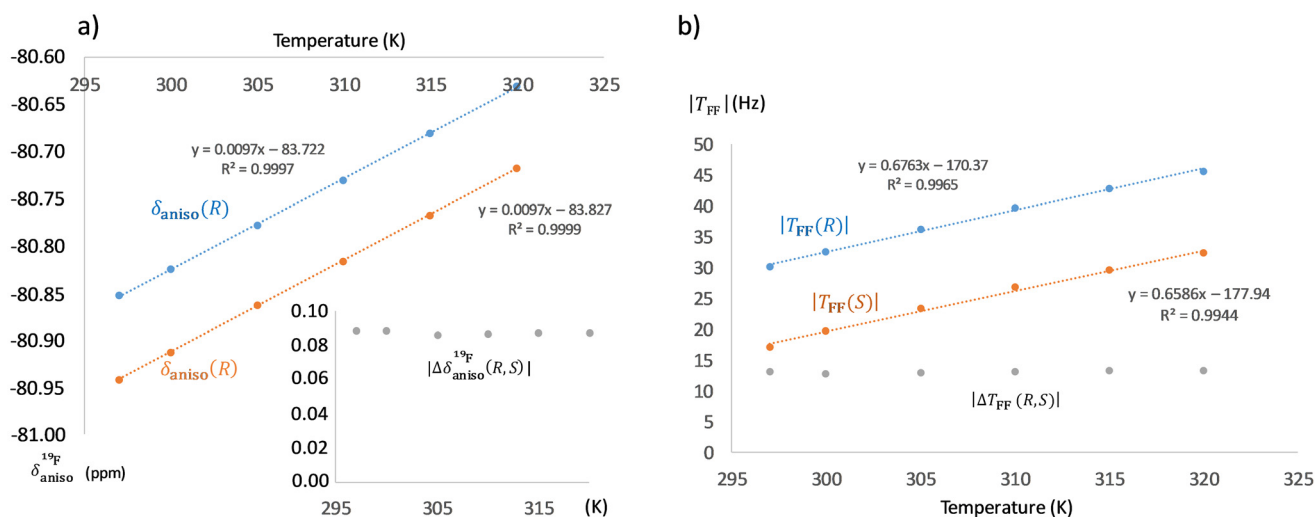 a)
Temperature (K)
-80.60
295 300 305 310 315 320 325
-80.65
-80.70
y = 0.0097x – 83.722
R² = 0.9997
-80.75
δaniso(R)
y = 0.0097x – 83.827
R² = 0.9999
-80.80
-80.85
-80.90
δaniso(R)
-80.95
-81.00
δ¹⁹Faniso (ppm)
0.10
0.08
|Δδ¹⁹Faniso(R,S)|
0.06
0.04
0.02
0.00
295 305 315 (K)
b)
|TFF| (Hz)
50
y = 0.6763x – 170.37
R² = 0.9965
45
40
|TFF(R)|
35
30
y = 0.6586x – 177.94
R² = 0.9944
|TFF(S)|
25
20
15
10
|ΔTFF (R,S)|
5
0
295 300 305 310 315 320 325
Temperature (K)